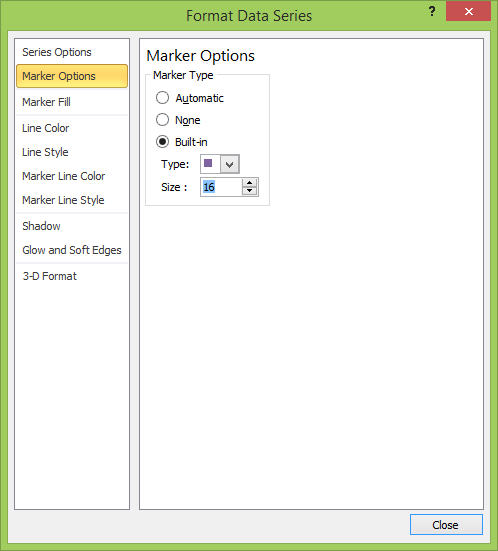 Format Data Series
?
Series Options
Marker Options
Marker Fill
Line Color
Line Style
Marker Line Color
Marker Line Style
Shadow
Glow and Soft Edges
3-D Format
Marker Options
Marker Type
Automatic
None
Built-in
Type:
Size :
16
Close